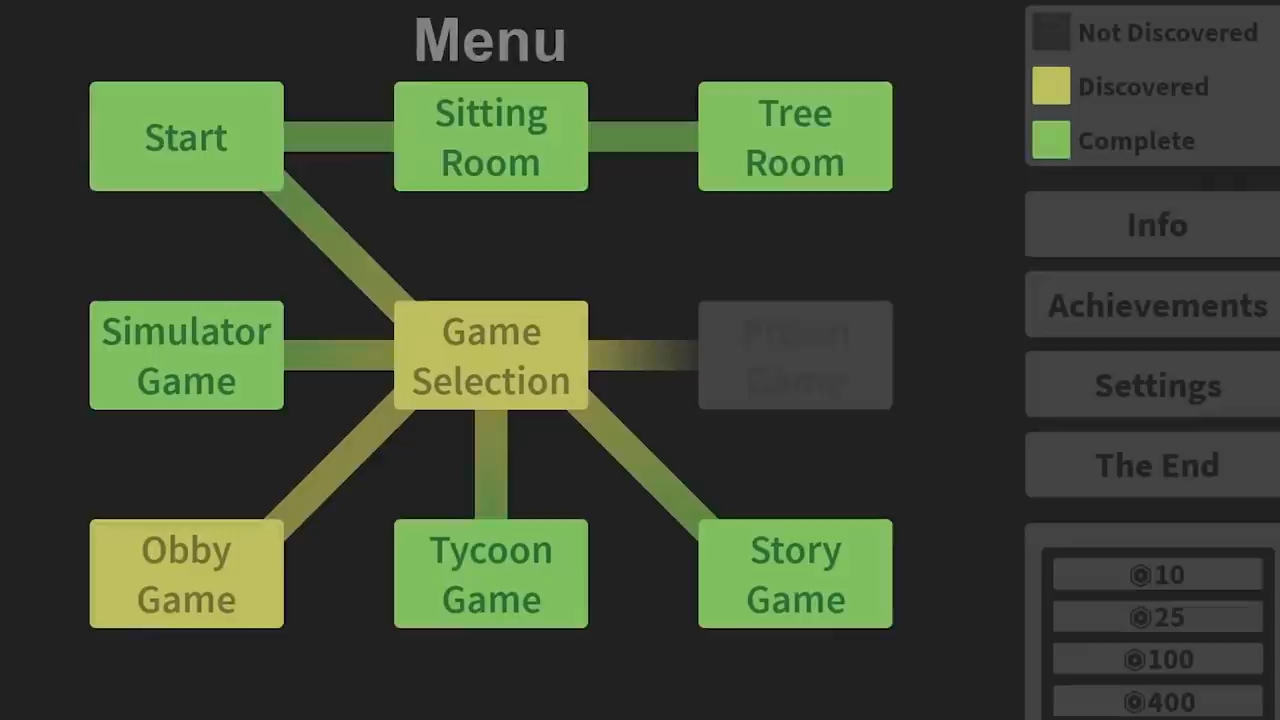 Menu
Start
Sitting
Room
Tree
Room
Simulator
Game
Game
Selection
Game
Obby
Game
Tycoon
Game
Story
Game
Not Discovered
Discovered
Complete
Info
Achievements
Settings
The End
10
25
100
400